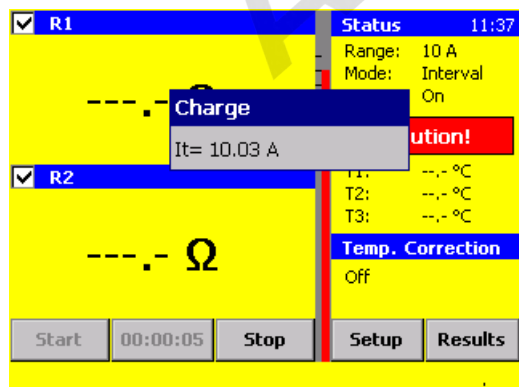 R1
---.- Ω
Status 11:37
Range: 10 A
Mode: Interval
On
Charge
It= 10.03 A
ution!
R2
---.- Ω
T1: --.- °C
T2: --.- °C
T3: --.- °C
Temp. Correction
Off
Start 00:00:05 Stop Setup Results